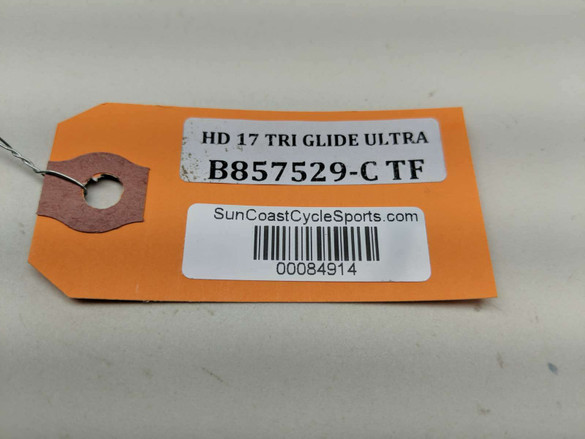 HD 17 TRI GLIDE ULTRA
B857529-C TF
SunCoastCycleSports.com
00084914